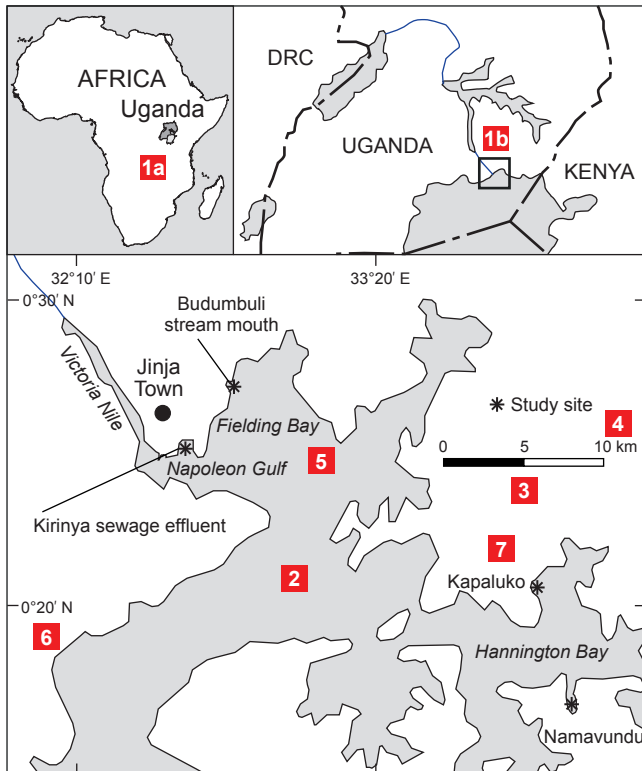 AFRICA
Uganda
1a
DRC
UGANDA
1b
KENYA
32°10′ E
33°20′ E
0°30′ N
Budumbuli
stream mouth
Victoria Nile
Jinja
Town
Fielding Bay
Napoleon Gulf
Kirinya sewage effluent
Study site
4
0
5
10 km
5
3
7
2
Kapaluko
0°20′ N
6
Hannington Bay
Namavundu